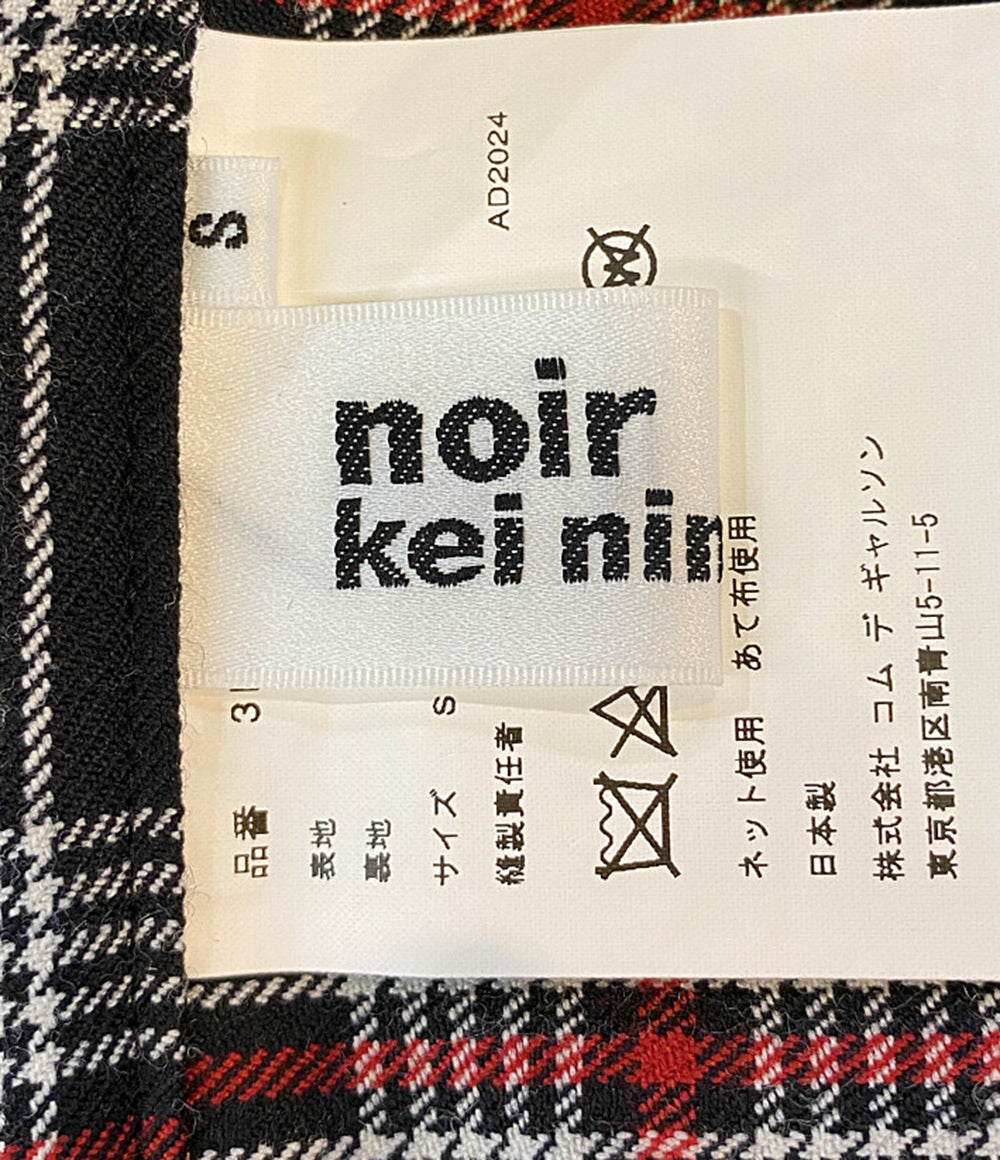 S
noir
kei nin
AD2024
品番 3
表地
裏地
サイズ S
縫製責任者
ネット使用 あて布使用
日本製
株式会社 コム デ ギャルソン
東京都港区南青山5-11-5